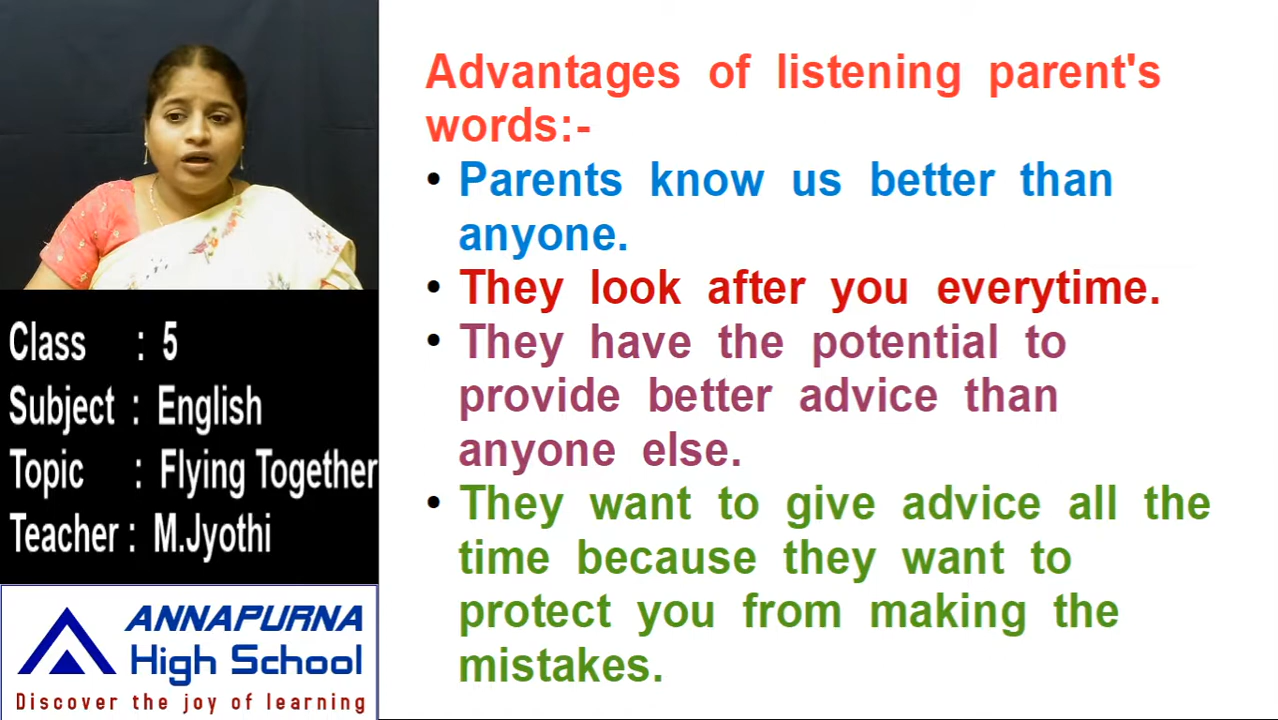 Advantages of listening parent's
words:-
• Parents know us better than
anyone.
• They look after you everytime.
• They have the potential to
provide better advice than
anyone else.
• They want to give advice all the
time because they want to
protect you from making the
mistakes.
Class : 5
Subject : English
Topic : Flying Together
Teacher : M.Jyothi
ANNAPURNA
High School
Discover the joy of learning